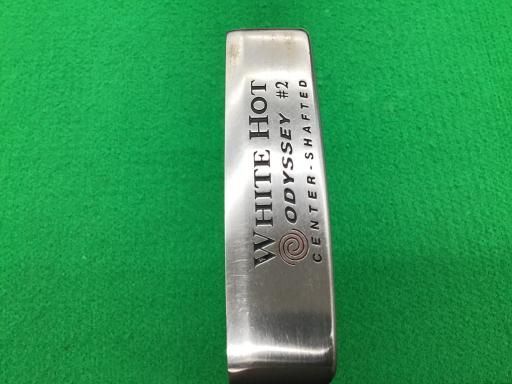 WHITE HOT
ODYSSEY #2
CENTER-SHAFTED